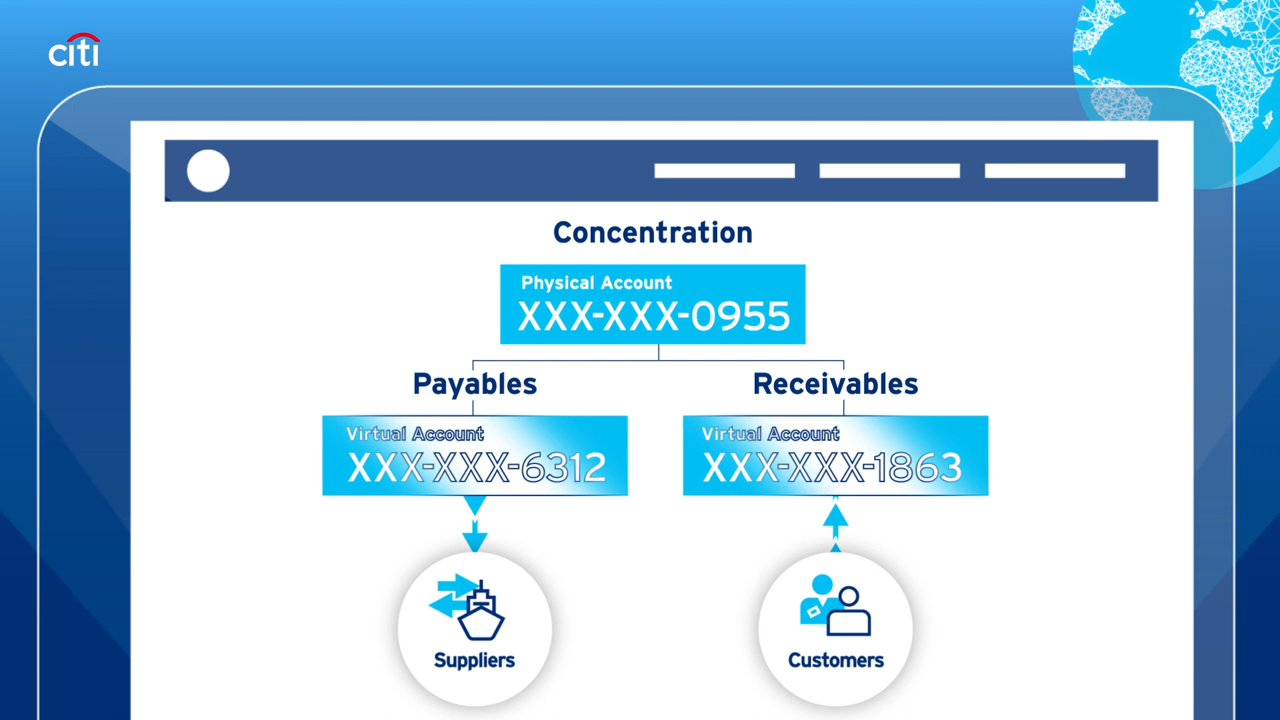 citi
Concentration
Physical Account
XXX-XXX-0955
Payables
Receivables
Virtual Account
XXX-XXX-6312
Virtual Account
XXX-XXX-1863
Suppliers
Customers